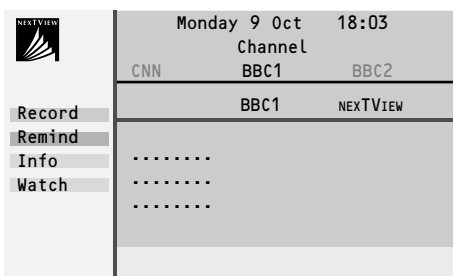 NEXTVIEW
Monday 9 Oct 18:03
Channel
CNN BBC1 BBC2
BBC1 NEXTVIEW
Record
Remind
Info
Watch
........
........
........